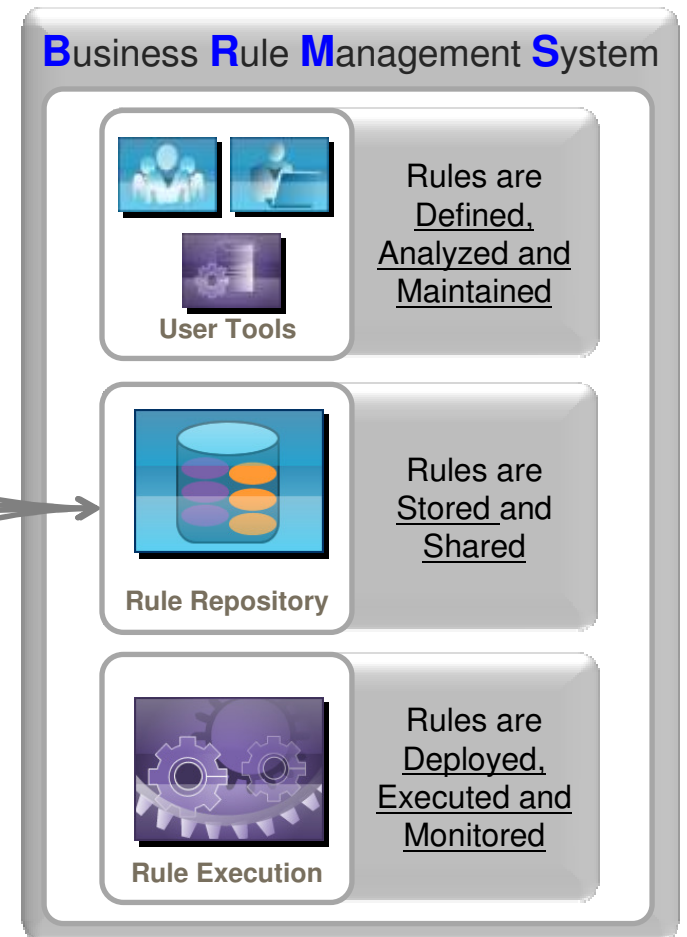 Business Rule Management System
Rules are
Defined,
Analyzed and
Maintained
User Tools
Rules are
Stored and
Shared
Rule Repository
Rules are
Deployed,
Executed and
Monitored
Rule Execution